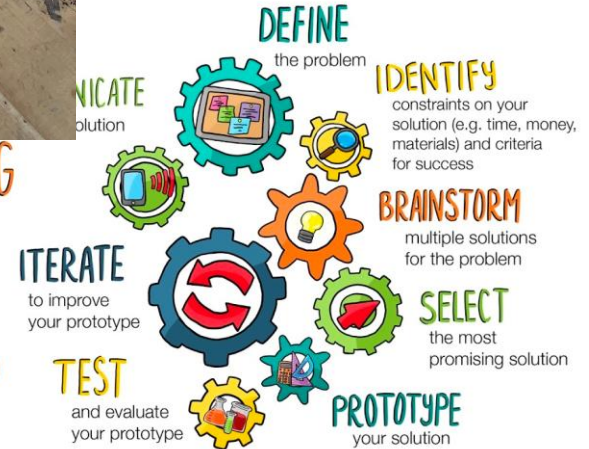 DEFINE
the problem
IDENTIFY
constraints on your
solution (e.g. time, money,
materials) and criteria
for success
BRAINSTORM
multiple solutions
for the problem
SELECT
the most
promising solution
PROTOTYPE
your solution
TEST
and evaluate
your prototype
ITERATE
to improve
your prototype
NICATE
olution
G